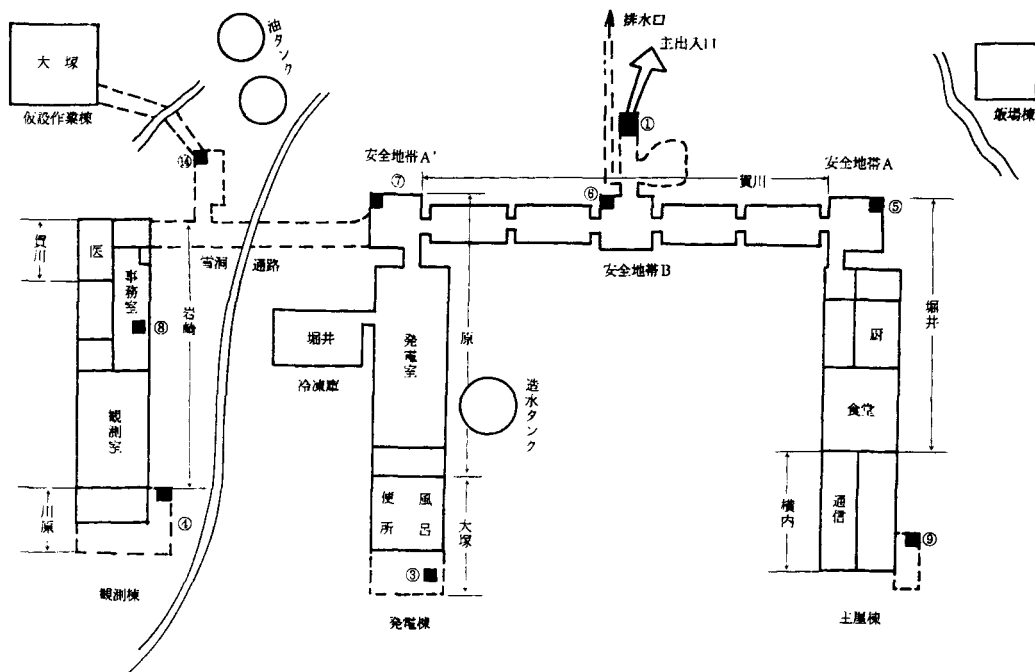 排水口
主出入口
油タンク
大塚
仮設作業棟
飯場棟
①
⑭
安全地帯A'
安全地帯A
⑦
⑥
賀川
⑤
賀川
医
雪洞通路
安全地帯B
事務室
岩崎
⑧
堀井
冷凍庫
発電室
原
造水タンク
厨
堀井
食堂
観測室
川原
④
便所
風呂
大塚
③
横内
通信
⑨
観測棟
発電棟
主屋棟